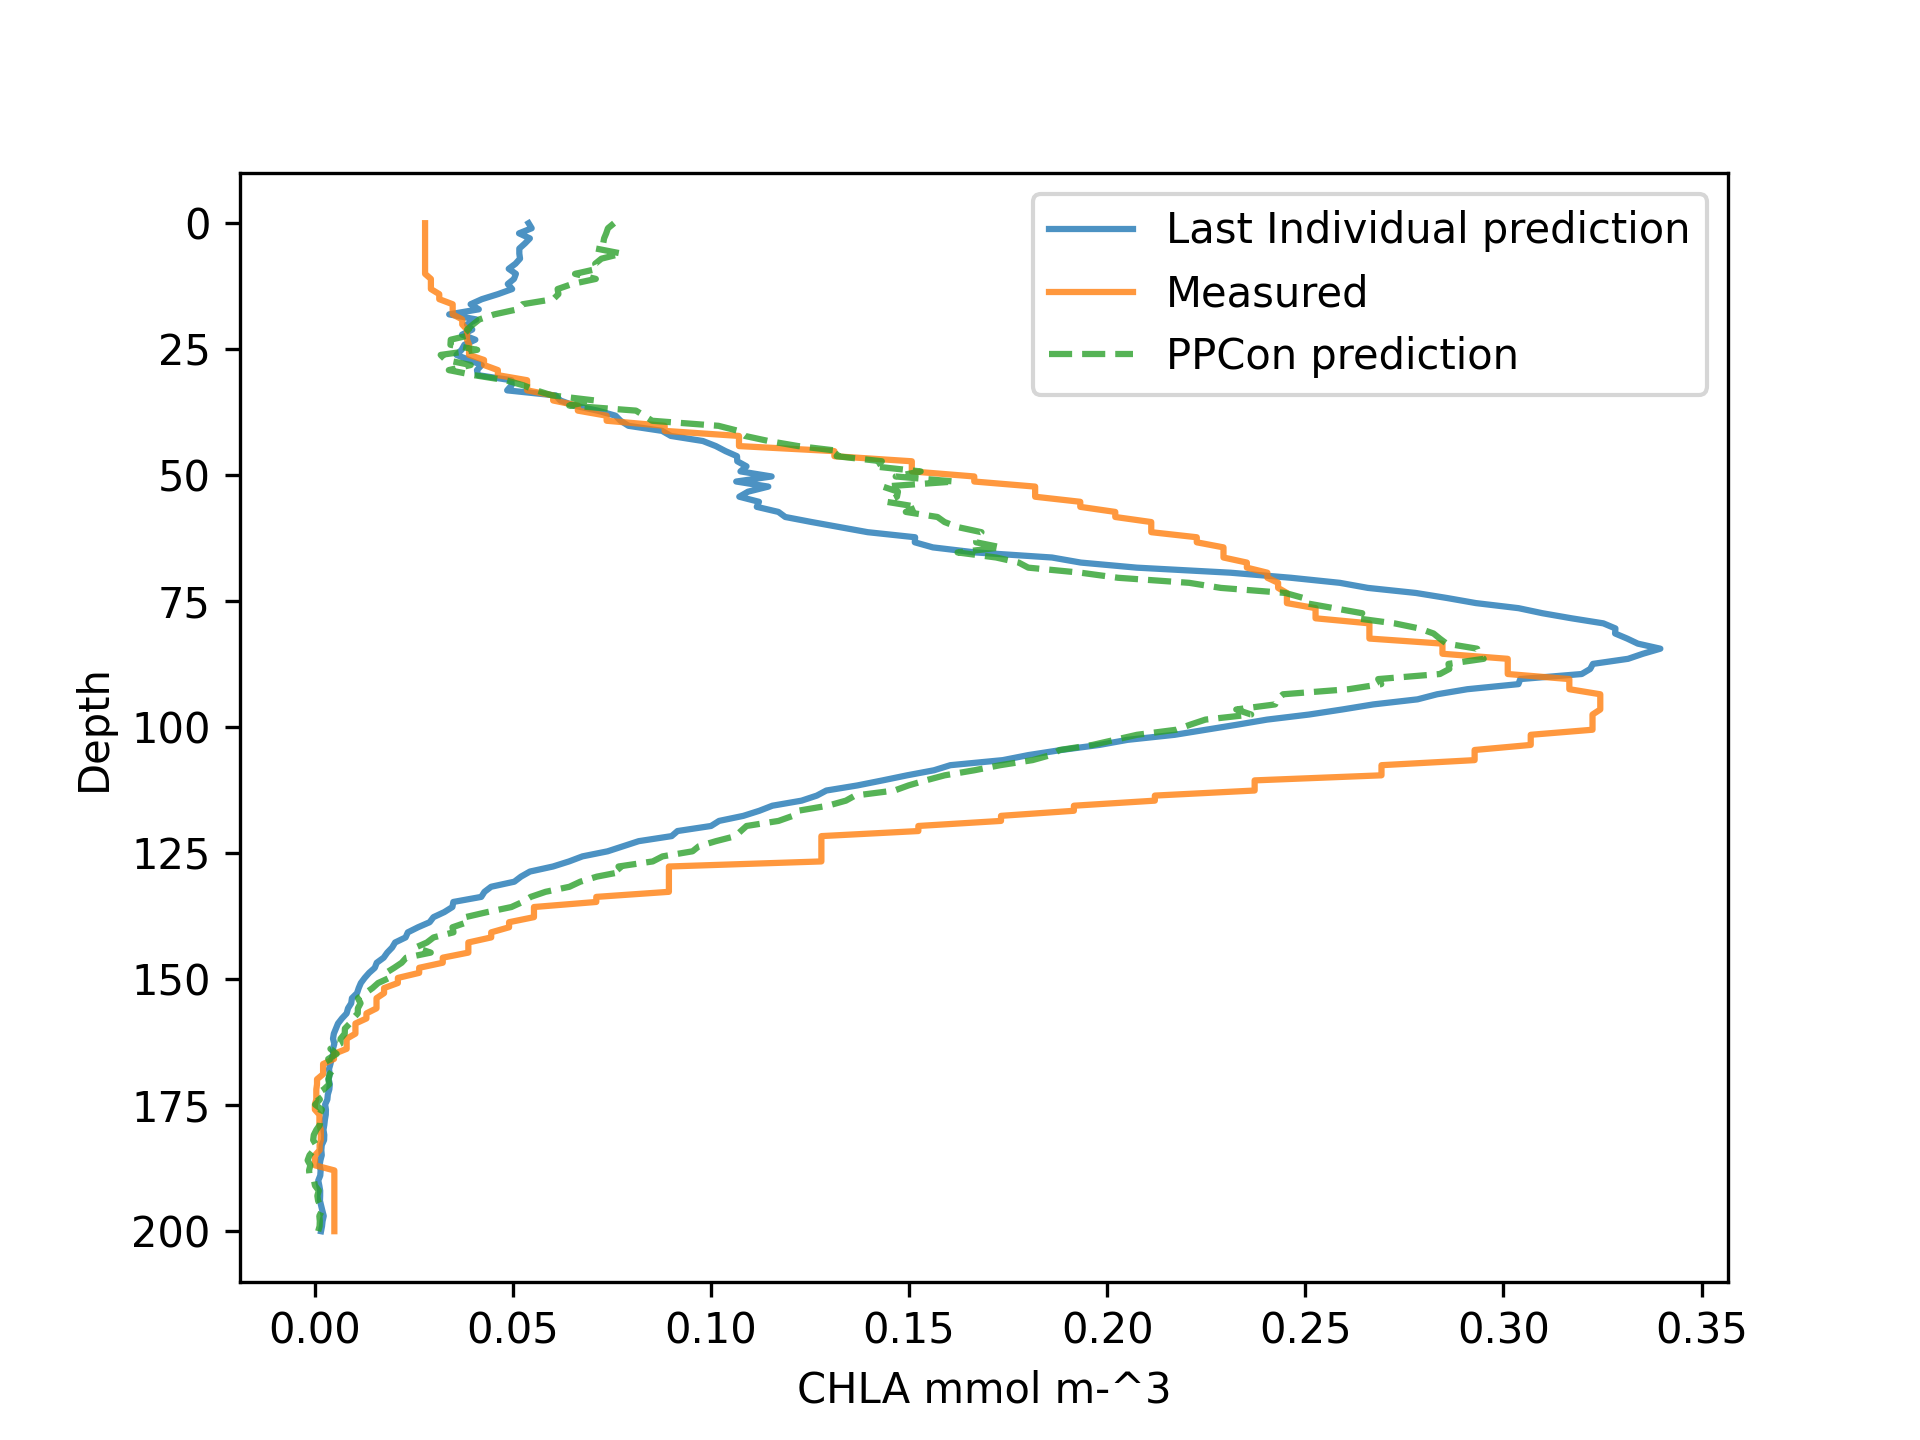 Last Individual prediction
Measured
PPCon prediction
0
25
50
75
100
125
150
175
200
Depth
0.00 0.05 0.10 0.15 0.20 0.25 0.30 0.35
CHLA mmol m-^3